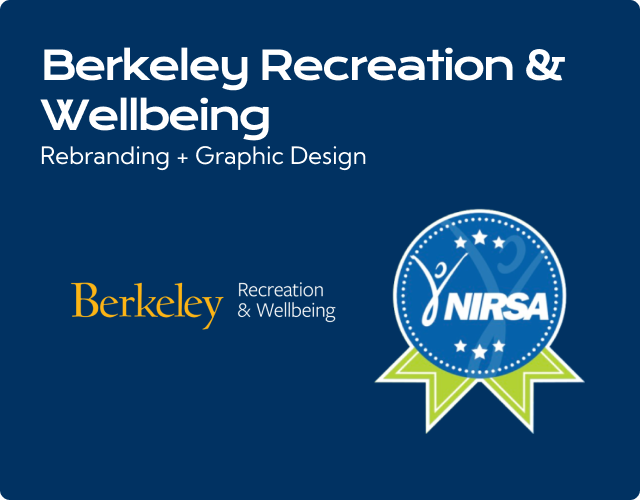 Berkeley Recreation &
Wellbeing
Rebranding + Graphic Design
Berkeley
Recreation
& Wellbeing
NIRSA